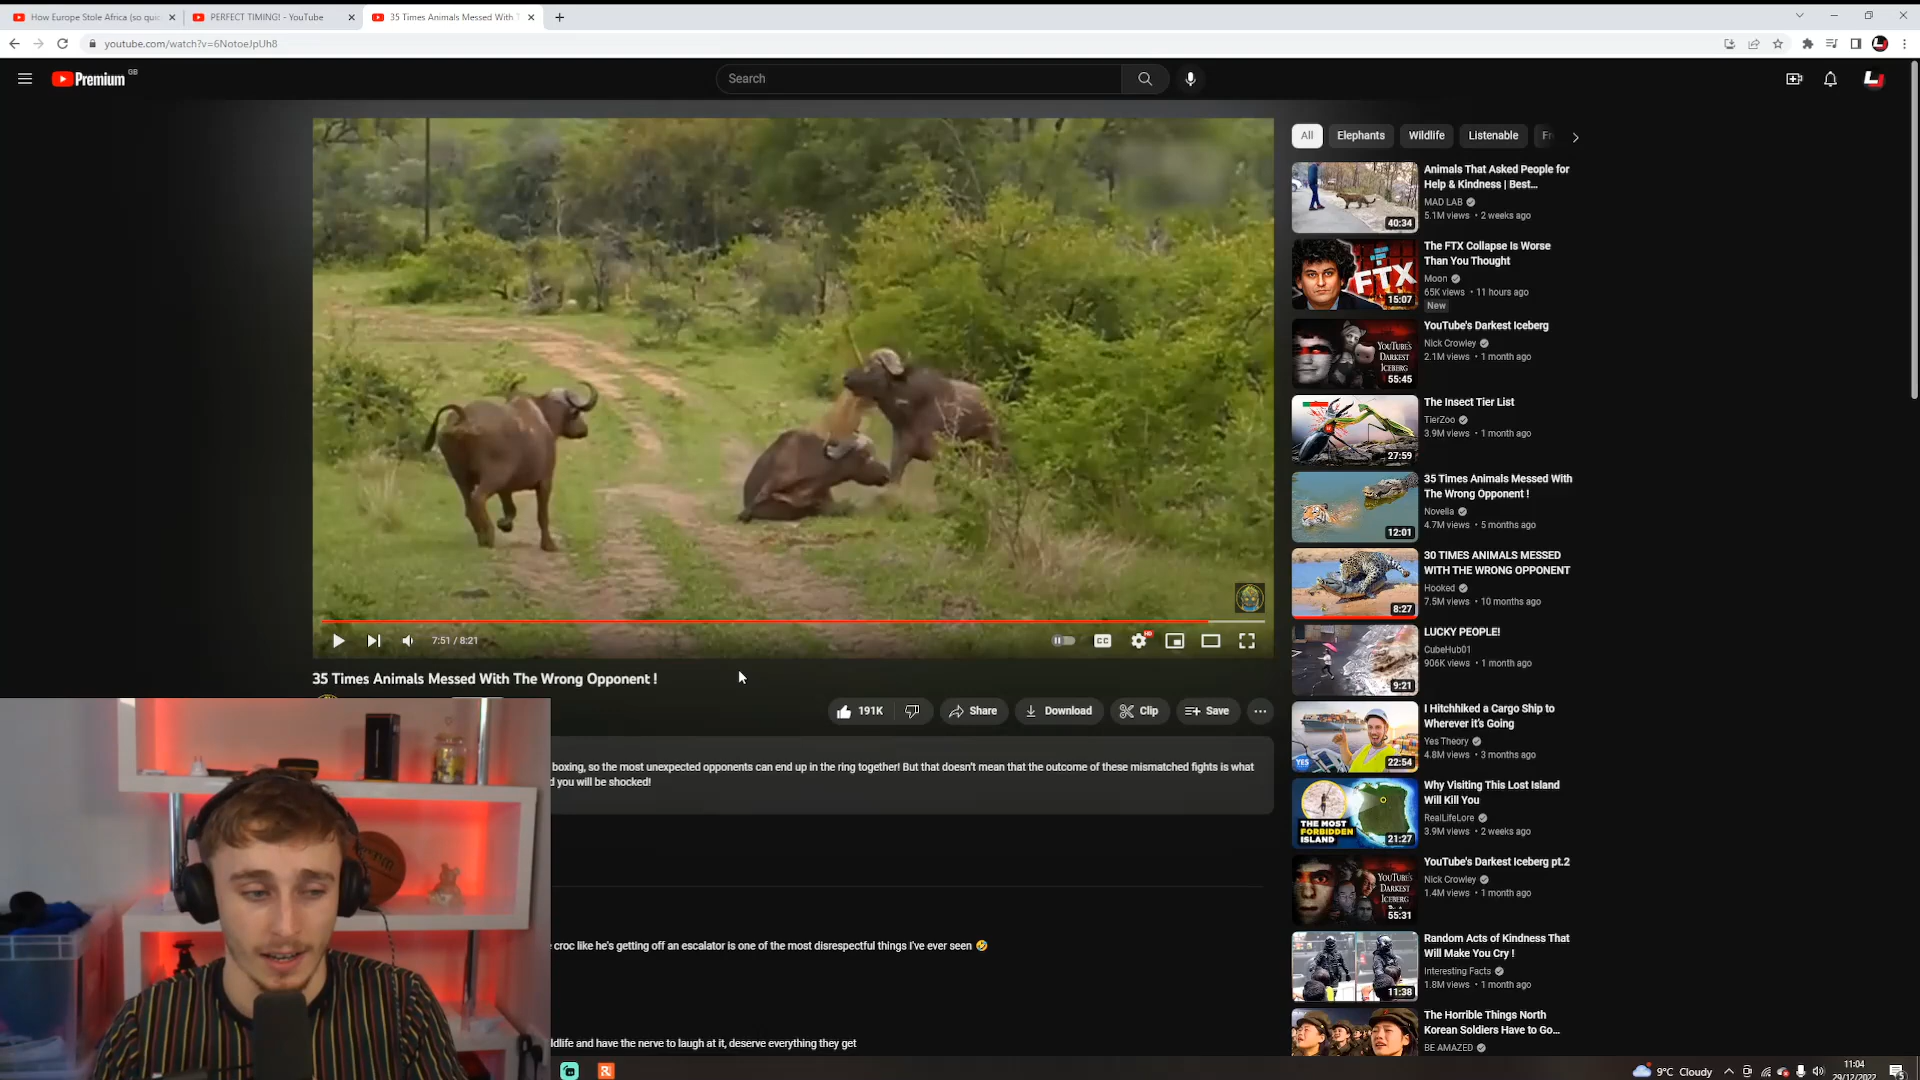 How Europe Stole Africa (so quic
PERFECT TIMING! - YouTube
35 Times Animals Messed With T
youtube.com/watch?v=6NotoeJpUh8
Premium GB
Search
All
Elephants
Wildlife
Listenable
7:51 / 8:21
35 Times Animals Messed With The Wrong Opponent !
191K
Share
Download
Clip
Save
boxing, so the most unexpected opponents can end up in the ring together! But that doesn't mean that the outcome of these mismatched fights is what
d you will be shocked!
croc like he's getting off an escalator is one of the most disrespectful things I've ever seen 🤣
ldlife and have the nerve to laugh at it, deserve everything they get
Animals That Asked People for
Help & Kindness | Best...
MAD LAB
5.1M views • 2 weeks ago
40:34
The FTX Collapse Is Worse
Than You Thought
Moon
65K views • 11 hours ago
New
FTX
15:07
YouTube's Darkest Iceberg
Nick Crowley
2.1M views • 1 month ago
YOUTUBE'S
DARKEST
ICEBERG
55:45
The Insect Tier List
TierZoo
3.9M views • 1 month ago
27:59
35 Times Animals Messed With
The Wrong Opponent !
Novella
4.7M views • 5 months ago
12:01
30 TIMES ANIMALS MESSED
WITH THE WRONG OPPONENT
Hooked
7.5M views • 10 months ago
8:27
LUCKY PEOPLE!
CubeHub01
906K views • 1 month ago
9:21
I Hitchhiked a Cargo Ship to
Wherever it's Going
Yes Theory
4.8M views • 3 months ago
YES
22:54
Why Visiting This Lost Island
Will Kill You
RealLifeLore
3.9M views • 2 weeks ago
THE MOST
FORBIDDEN
ISLAND
21:27
YouTube's Darkest Iceberg pt.2
Nick Crowley
1.4M views • 1 month ago
YOUTUBE'S
DARKEST
ICEBERG
55:31
Random Acts of Kindness That
Will Make You Cry !
Interesting Facts
1.8M views • 1 month ago
11:38
The Horrible Things North
Korean Soldiers Have to Go...
BE AMAZED
9°C Cloudy
11:04
29/12/2022